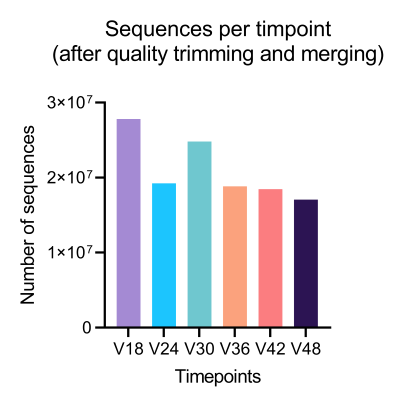 Sequences per timpoint
(after quality trimming and merging)
Number of sequences
3×10⁷
2×10⁷
1×10⁷
0
V18 V24 V30 V36 V42 V48
Timepoints